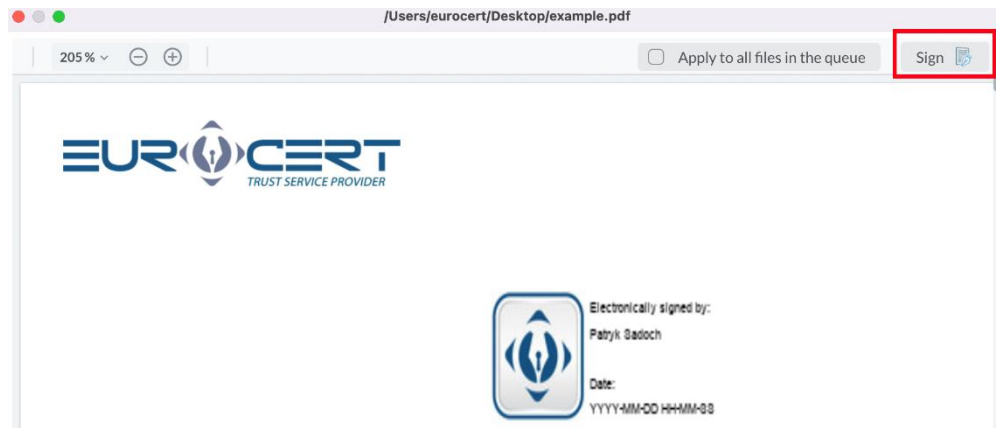 /Users/eurocert/Desktop/example.pdf
205%
Apply to all files in the queue
Sign
EUROCERT
TRUST SERVICE PROVIDER
Electronically signed by:
Patryk Sadoch
Date:
YYYY-MM-DD HH-MM-SS